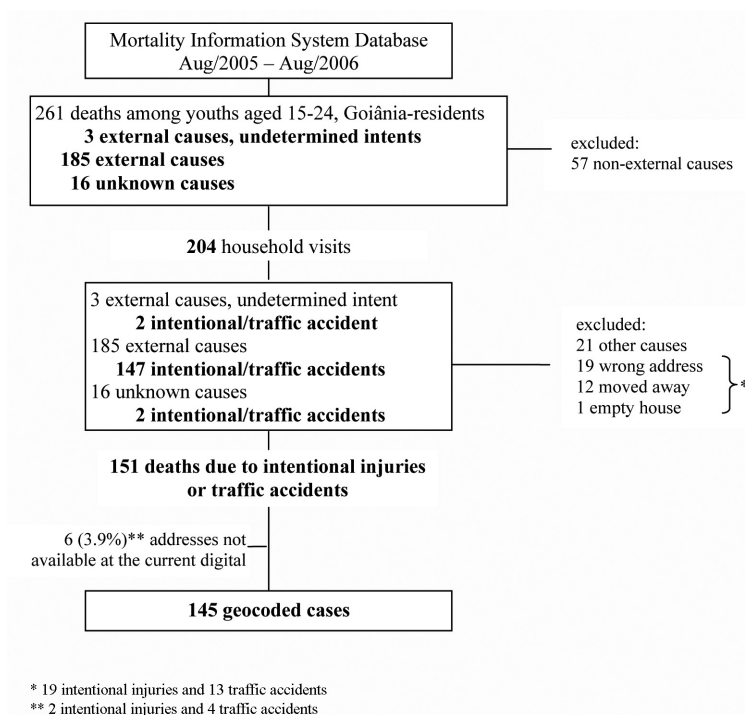 Mortality Information System Database
Aug/2005 – Aug/2006
261 deaths among youths aged 15-24, Goiânia-residents
3 external causes, undetermined intents
185 external causes
16 unknown causes
excluded:
57 non-external causes
204 household visits
3 external causes, undetermined intent
2 intentional/traffic accident
185 external causes
147 intentional/traffic accidents
16 unknown causes
2 intentional/traffic accidents
excluded:
21 other causes
19 wrong address
12 moved away
1 empty house
*
151 deaths due to intentional injuries
or traffic accidents
6 (3.9%)** addresses not
available at the current digital
145 geocoded cases
* 19 intentional injuries and 13 traffic accidents
** 2 intentional injuries and 4 traffic accidents